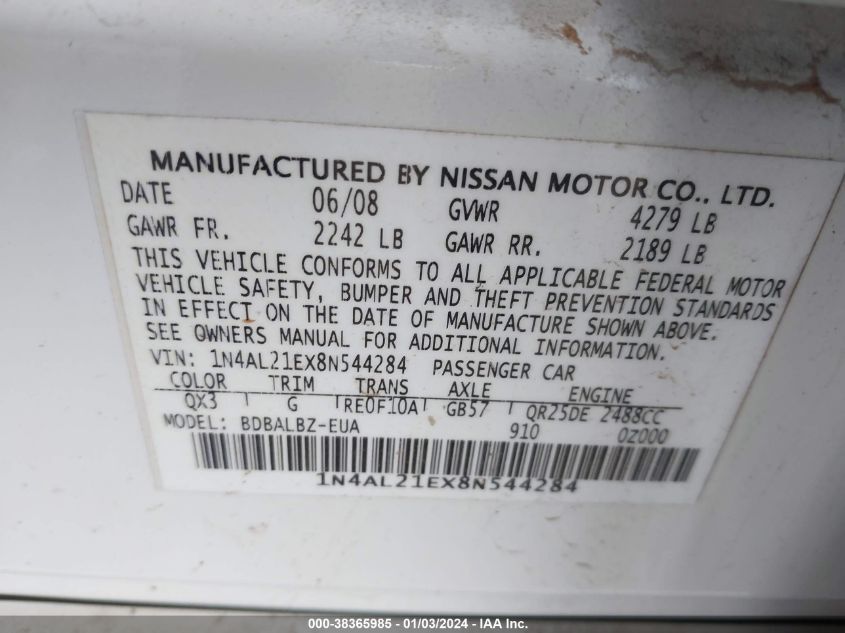 MANUFACTURED BY NISSAN MOTOR CO., LTD.
DATE 06/08 GVWR 4279 LB
GAWR FR. 2242 LB GAWR RR. 2189 LB
THIS VEHICLE CONFORMS TO ALL APPLICABLE FEDERAL MOTOR
VEHICLE SAFETY, BUMPER AND THEFT PREVENTION STANDARDS
IN EFFECT ON THE DATE OF MANUFACTURE SHOWN ABOVE.
SEE OWNERS MANUAL FOR ADDITIONAL INFORMATION.
VIN: 1N4AL21EX8N544284 PASSENGER CAR
COLOR TRIM TRANS AXLE ENGINE
QX3 G RE0F10A GB57 QR25DE 2488CC
MODEL: BDBALBZ-EUA 910 0Z000
1N4AL21EX8N544284
000-38365985 - 01/03/2024 - IAA Inc.